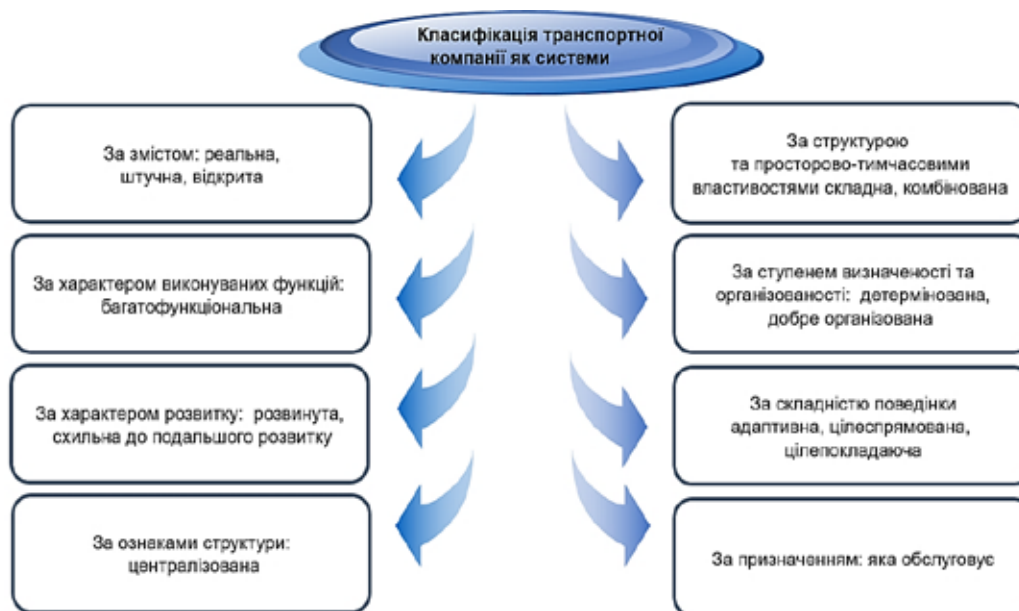 Класифікація транспортної
компанії як системи
За змістом: реальна,
штучна, відкрита
За характером виконуваних функцій:
багатофункціональна
За характером розвитку: розвинута,
схильна до подальшого розвитку
За ознаками структури:
централізована
За структурою
та просторово-тимчасовими
властивостями складна, комбінована
За ступенем визначеності та
організованості: детермінована,
добре організована
За складністю поведінки
адаптивна, цілеспрямована,
цілепокладаюча
За призначенням: яка обслуговує